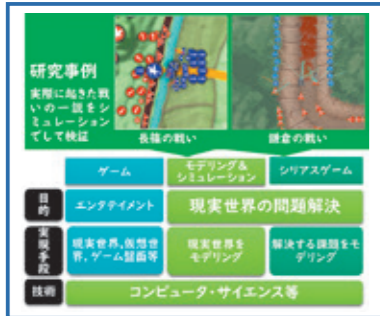 研究事例
実際に起きた戦
いの一説をシ
ミュレーション
でして検証
長篠の戦い
鎌倉の戦い
ゲーム
モデリング&
シミュレーション
シリアスゲーム
目的
エンタテイメント
現実世界の問題解決
実現手段
現実世界,仮想世
界,ゲーム盤面等
現実世界を
モデリング
解決する課題をモ
デリング
技術
コンピュータ・サイエンス等